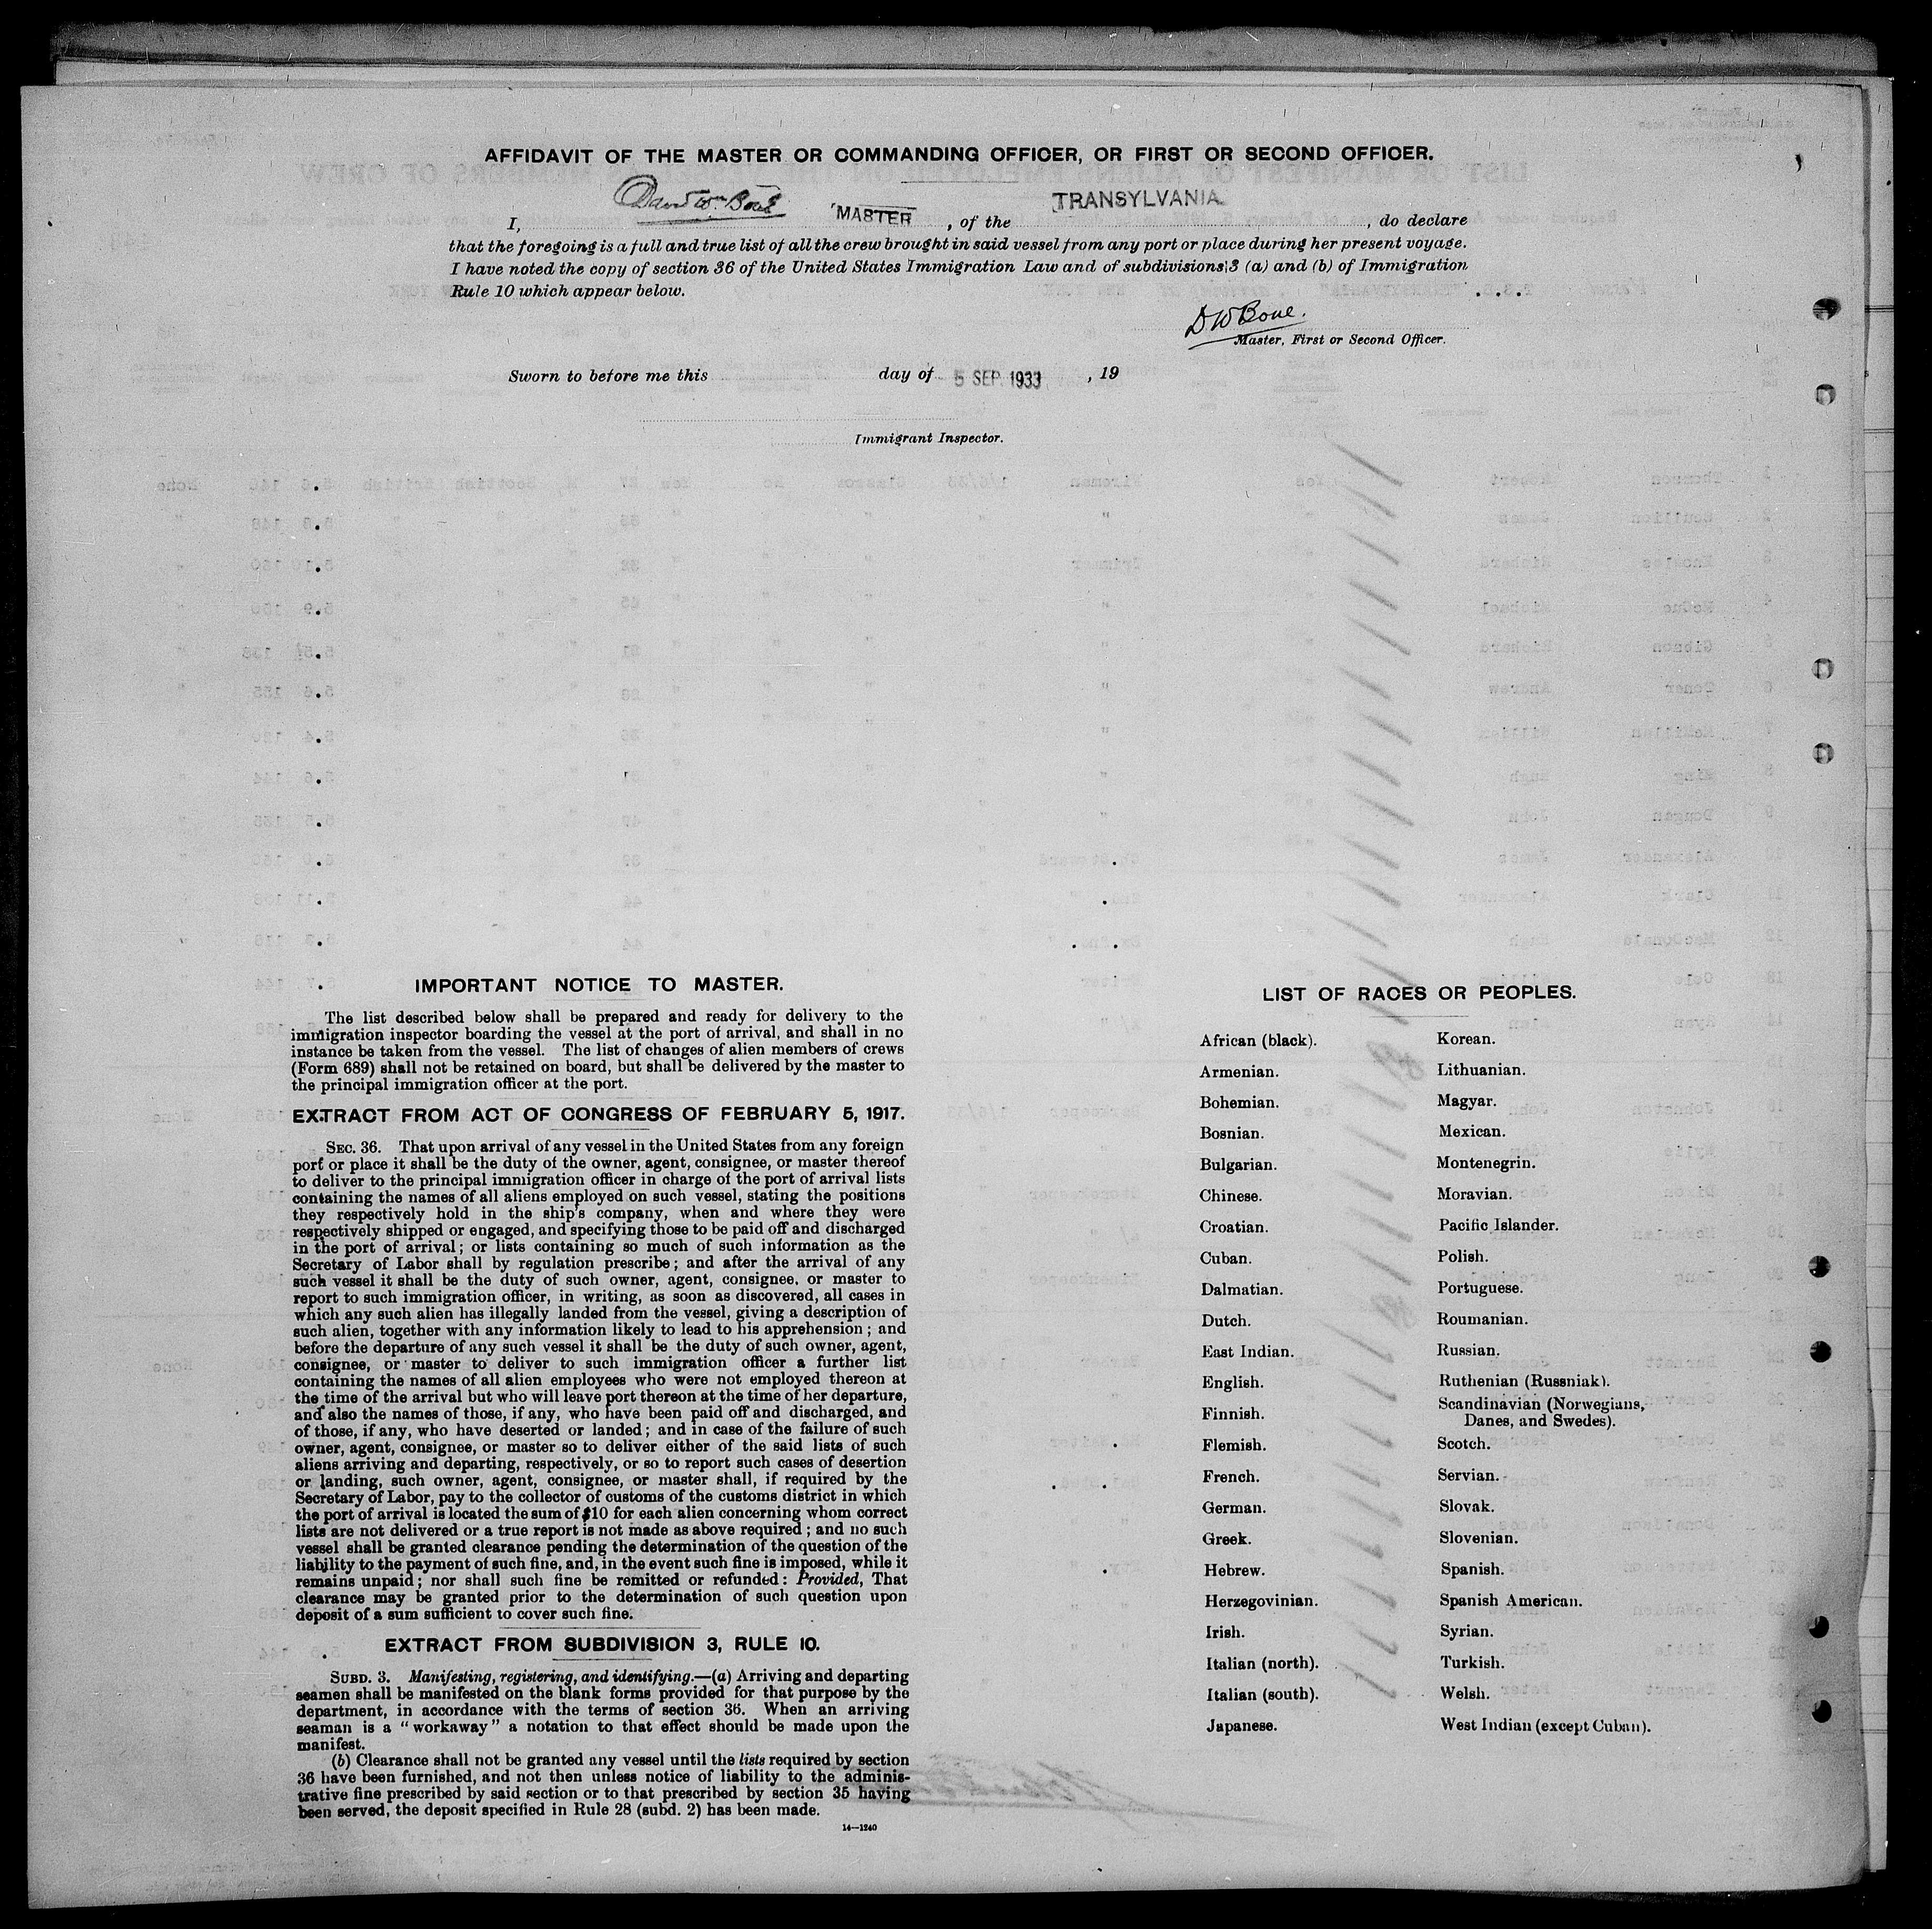 AFFIDAVIT OF THE MASTER OR COMMANDING OFFICER, OR FIRST OR SECOND OFFICER.
I, David Wm Bone MASTER, of the TRANSYLVANIA, do declare
that the foregoing is a full and true list of all the crew brought in said vessel from any port or place during her present voyage.
I have noted the copy of section 36 of the United States Immigration Law and of subdivisions 3 (a) and (b) of Immigration
Rule 10 which appear below.
D W Bone.
Master, First or Second Officer.
Sworn to before me this day of 5 SEP. 1933, 19
Immigrant Inspector.
IMPORTANT NOTICE TO MASTER.
The list described below shall be prepared and ready for delivery to the
immigration inspector boarding the vessel at the port of arrival, and shall in no
instance be taken from the vessel. The list of changes of alien members of crews
(Form 689) shall not be retained on board, but shall be delivered by the master to
the principal immigration officer at the port.
EXTRACT FROM ACT OF CONGRESS OF FEBRUARY 5, 1917.
SEC. 36. That upon arrival of any vessel in the United States from any foreign
port or place it shall be the duty of the owner, agent, consignee, or master thereof
to deliver to the principal immigration officer in charge of the port of arrival lists
containing the names of all aliens employed on such vessel, stating the positions
they respectively hold in the ship's company, when and where they were
respectively shipped or engaged, and specifying those to be paid off and discharged
in the port of arrival; or lists containing so much of such information as the
Secretary of Labor shall by regulation prescribe; and after the arrival of any
such vessel it shall be the duty of such owner, agent, consignee, or master to
report to such immigration officer, in writing, as soon as discovered, all cases in
which any such alien has illegally landed from the vessel, giving a description of
such alien, together with any information likely to lead to his apprehension; and
before the departure of any such vessel it shall be the duty of such owner, agent,
consignee, or master to deliver to such immigration officer a further list
containing the names of all alien employees who were not employed thereon at
the time of the arrival but who will leave port thereon at the time of her departure,
and also the names of those, if any, who have been paid off and discharged, and
of those, if any, who have deserted or landed; and in case of the failure of such
owner, agent, consignee, or master so to deliver either of the said lists of such
aliens arriving and departing, respectively, or so to report such cases of desertion
or landing, such owner, agent, consignee, or master shall, if required by the
Secretary of Labor, pay to the collector of customs of the customs district in which
the port of arrival is located the sum of $10 for each alien concerning whom correct
lists are not delivered or a true report is not made as above required; and no such
vessel shall be granted clearance pending the determination of the question of the
liability to the payment of such fine, and, in the event such fine is imposed, while it
remains unpaid; nor shall such fine be remitted or refunded: Provided, That
clearance may be granted prior to the determination of such question upon
deposit of a sum sufficient to cover such fine.
EXTRACT FROM SUBDIVISION 3, RULE 10.
SUBD. 3. Manifesting, registering, and identifying.—(a) Arriving and departing
seamen shall be manifested on the blank forms provided for that purpose by the
department, in accordance with the terms of section 36. When an arriving
seaman is a "workaway" a notation to that effect should be made upon the
manifest.
(b) Clearance shall not be granted any vessel until the lists required by section
36 have been furnished, and not then unless notice of liability to the adminis-
trative fine prescribed by said section or to that prescribed by section 35 having
been served, the deposit specified in Rule 28 (subd. 2) has been made.
14—1240
LIST OF RACES OR PEOPLES.
African (black).
Armenian.
Bohemian.
Bosnian.
Bulgarian.
Chinese.
Croatian.
Cuban.
Dalmatian.
Dutch.
East Indian.
English.
Finnish.
Flemish.
French.
German.
Greek.
Hebrew.
Herzegovinian.
Irish.
Italian (north).
Italian (south).
Japanese.
Korean.
Lithuanian.
Magyar.
Mexican.
Montenegrin.
Moravian.
Pacific Islander.
Polish.
Portuguese.
Roumanian.
Russian.
Ruthenian (Russniak).
Scandinavian (Norwegians,
Danes, and Swedes).
Scotch.
Servian.
Slovak.
Slovenian.
Spanish.
Spanish American.
Syrian.
Turkish.
Welsh.
West Indian (except Cuban).